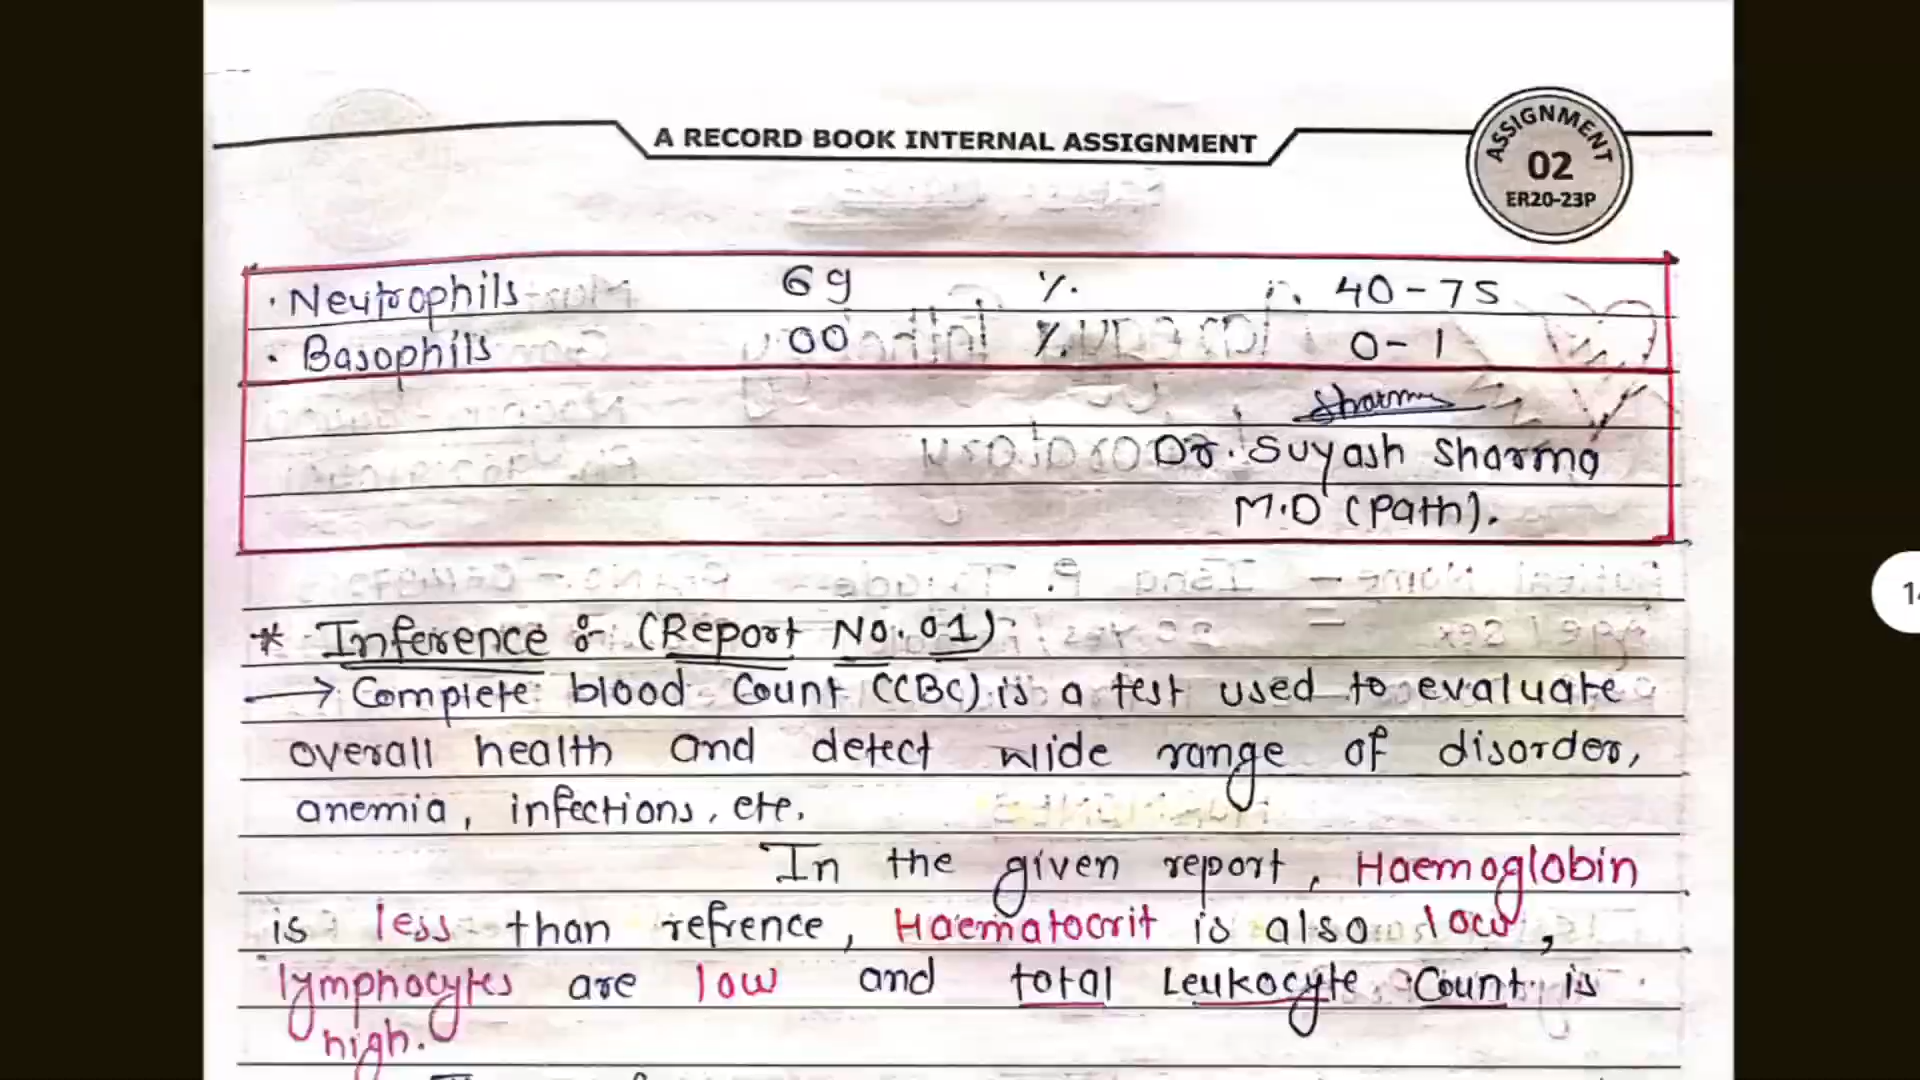 A RECORD BOOK INTERNAL ASSIGNMENT
ASSIGNMENT
02
ER20-23P
· Neutrophils 69 % 40-75
· Basophils 00 % 0-1
Sharma
Dr. Suyash Sharma
M.D (Path).
* Inference :- (Report No. 01)
→ Complete blood Count (CBC) is a test used to evaluate
overall health and detect wide range of disorder,
anemia, infections, etc.
In the given report, Haemoglobin
is less than refrence, Haematocrit is also low,
lymphocytes are low and total Leukocyte Count is
high.